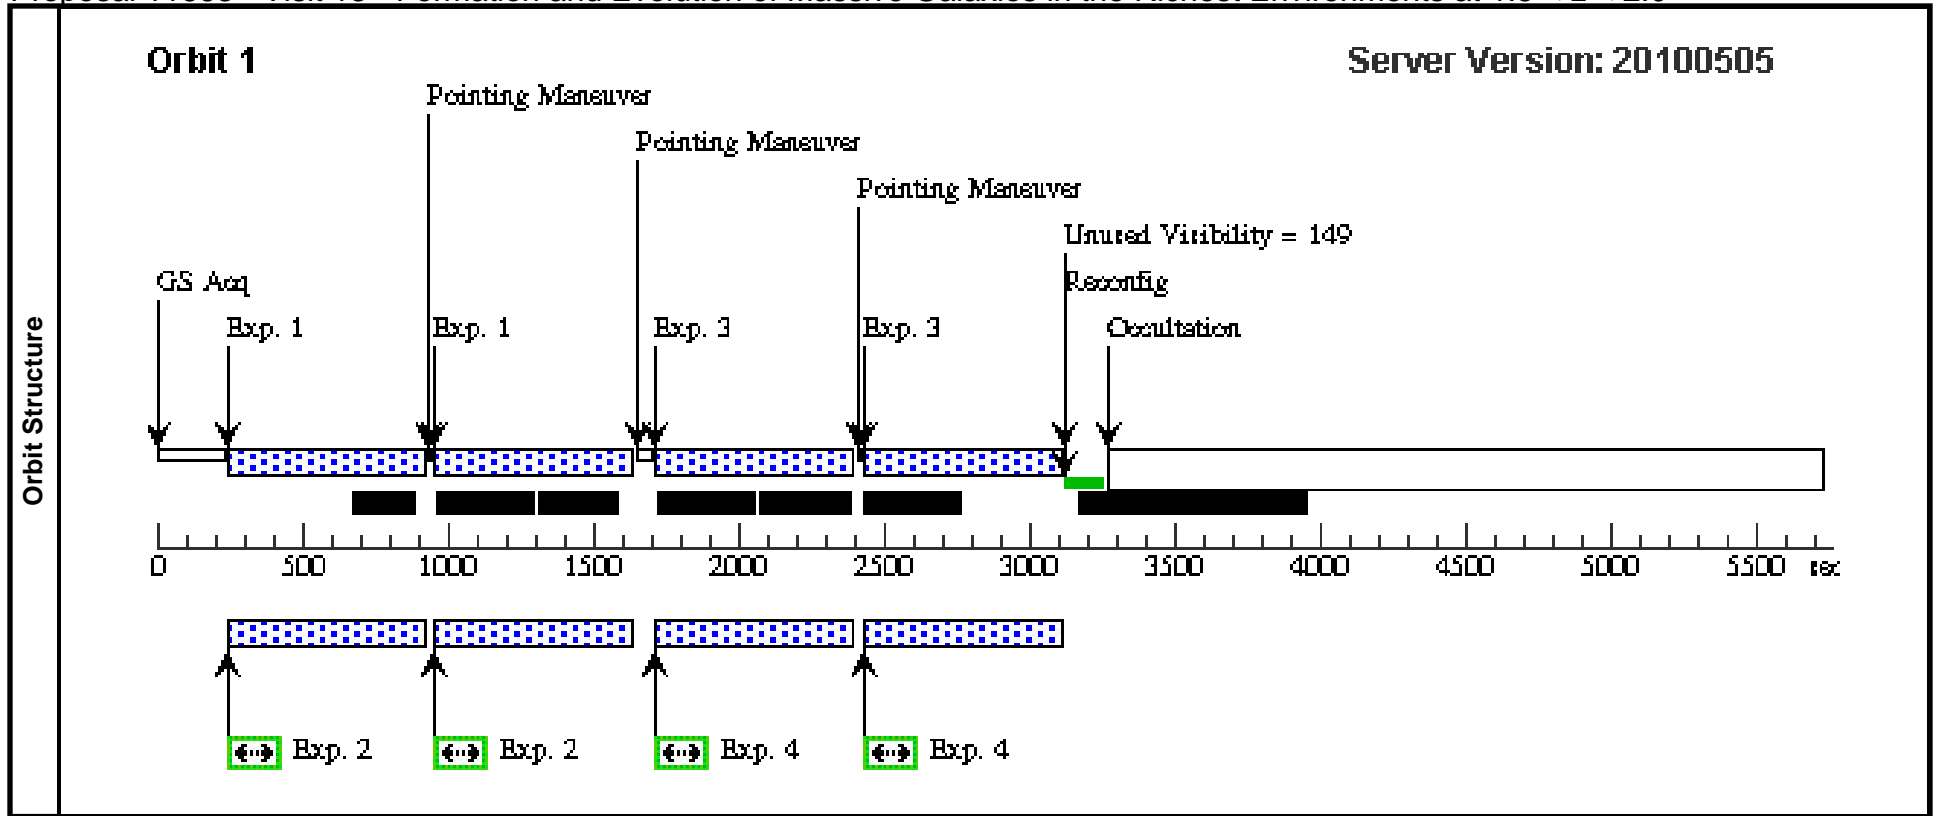 Orbit 1
Server Version: 20100505
Pointing Maneuver
Pointing Maneuver
Pointing Maneuver
Unused Visibility = 149
GS Acq
Reconfig
Exp. 1
Exp. 1
Exp. 3
Exp. 3
Occultation
Orbit Structure
0 500 1000 1500 2000 2500 3000 3500 4000 4500 5000 5500 sec
Exp. 2
Exp. 2
Exp. 4
Exp. 4